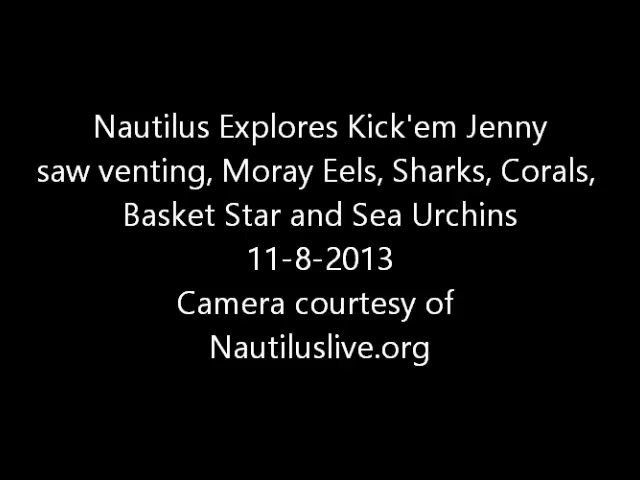 Nautilus Explores Kick'em Jenny
saw venting, Moray Eels, Sharks, Corals,
Basket Star and Sea Urchins
11-8-2013
Camera courtesy of
Nautiluslive.org